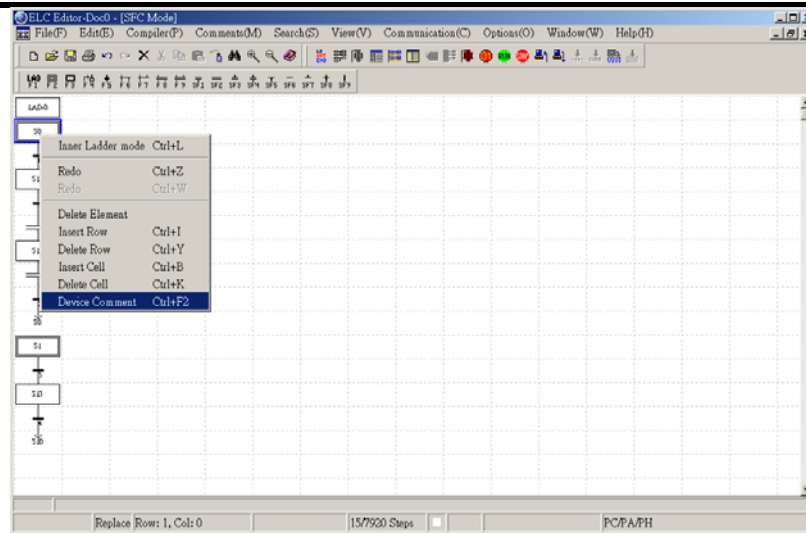 ELC Editor-Doc0 - [SFC Mode]
File(F) Edit(E) Compiler(P) Comments(M) Search(S) View(V) Communication(C) Options(O) Window(W) Help(H)
LAD-0
S0
Inner Ladder mode Ctrl+L
Redo Ctrl+Z
Redo Ctrl+W
Delete Element
Insert Row Ctrl+I
Delete Row Ctrl+Y
Insert Cell Ctrl+B
Delete Cell Ctrl+K
Device Comment Ctrl+F2
S0
S1
S10
Replace Row: 1, Col: 0 15/7920 Steps PC/PA/PH